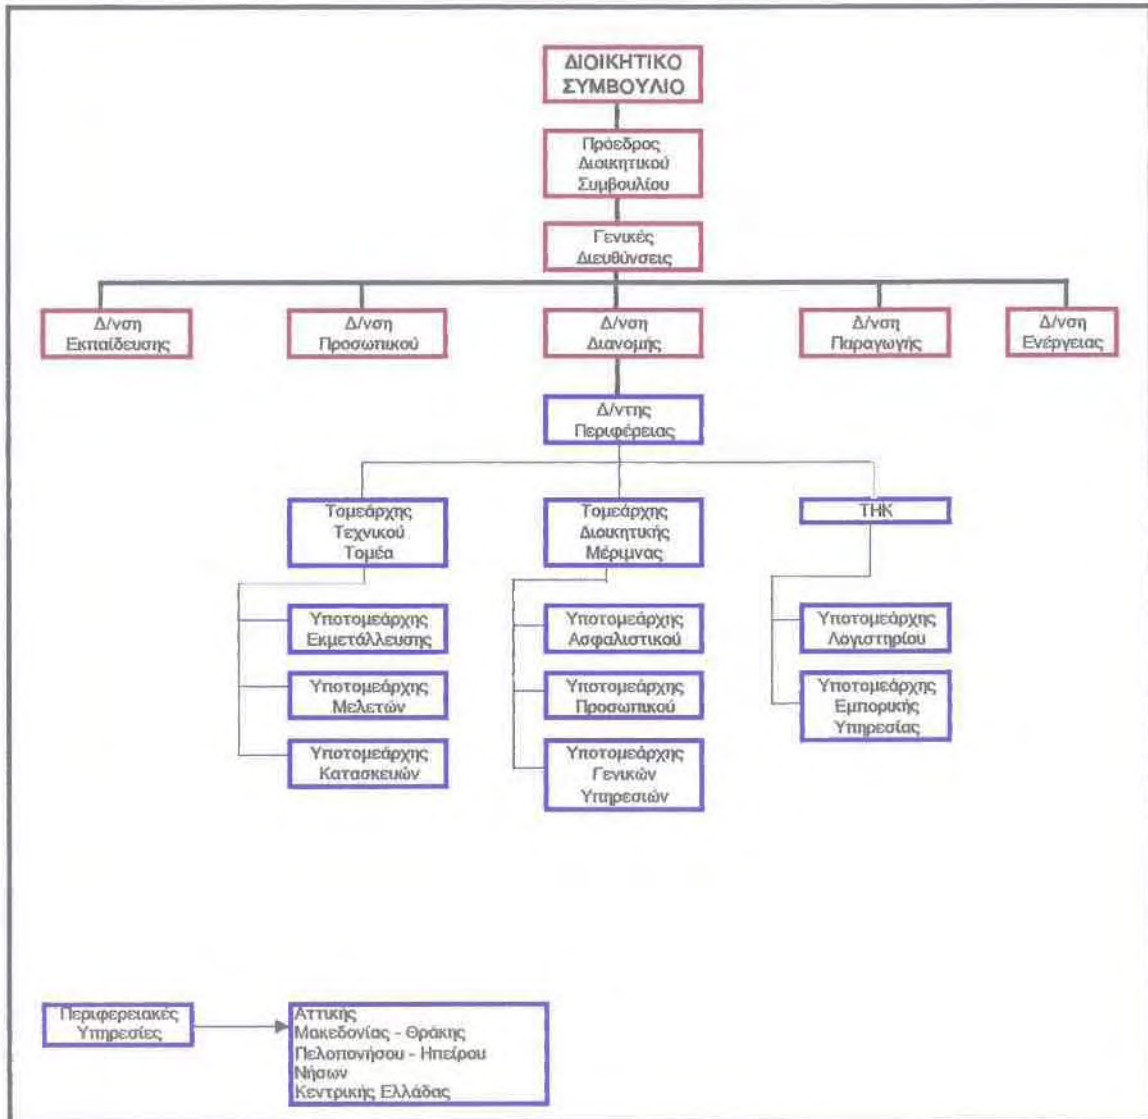 ΔΙΟΙΚΗΤΙΚΟ
ΣΥΜΒΟΥΛΙΟ
Πρόεδρος
Διοικητικού
Συμβουλίου
Γενικές
Διευθύνσεις
Δ/νση
Εκπαίδευσης
Δ/νση
Προσωπικού
Δ/νση
Διανομής
Δ/νση
Παραγωγής
Δ/νση
Ενέργειας
Δ/ντης
Περιφέρειας
Τομεάρχης
Τεχνικού
Τομέα
Τομεάρχης
Διοικητικής
Μέριμνας
ΤΗΚ
Υποτομεάρχης
Εκμετάλλευσης
Υποτομεάρχης
Ασφαλιστικού
Υποτομεάρχης
Λογιστηρίου
Υποτομεάρχης
Μελετών
Υποτομεάρχης
Προσωπικού
Υποτομεάρχης
Εμπορικής
Υπηρεσίας
Υποτομεάρχης
Κατασκευών
Υποτομεάρχης
Γενικών
Υπηρεσιών
Περιφερειακές
Υπηρεσίες
Αττικής
Μακεδονίας - Θράκης
Πελοπονήσου - Ηπείρου
Νήσων
Κεντρικής Ελλάδας